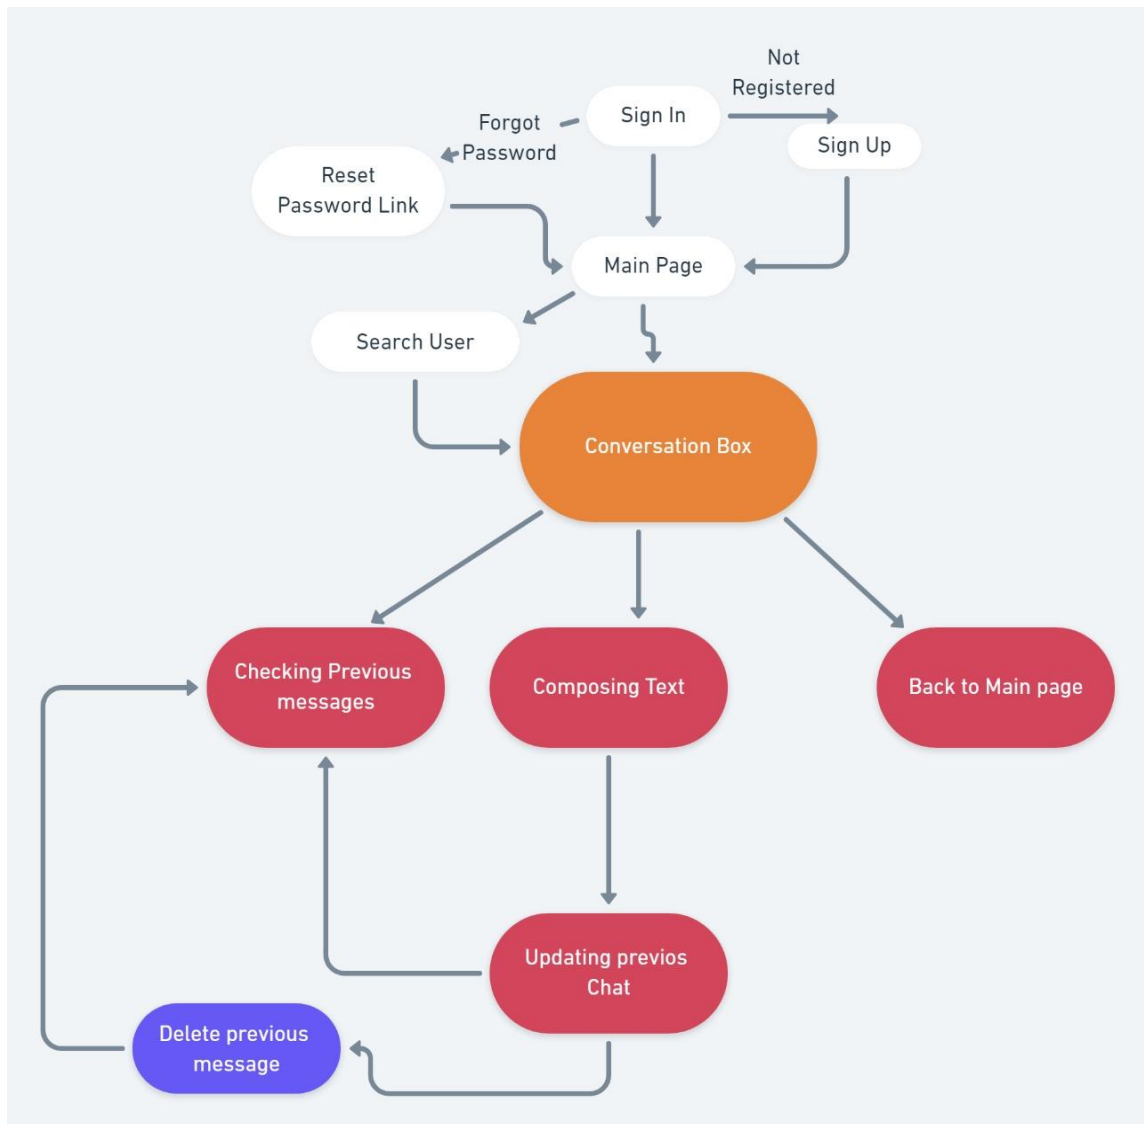 Not
Registered
Sign In
Forgot
Password
Sign Up
Reset
Password Link
Main Page
Search User
Conversation Box
Checking Previous
messages
Composing Text
Back to Main page
Updating previos
Chat
Delete previous
message